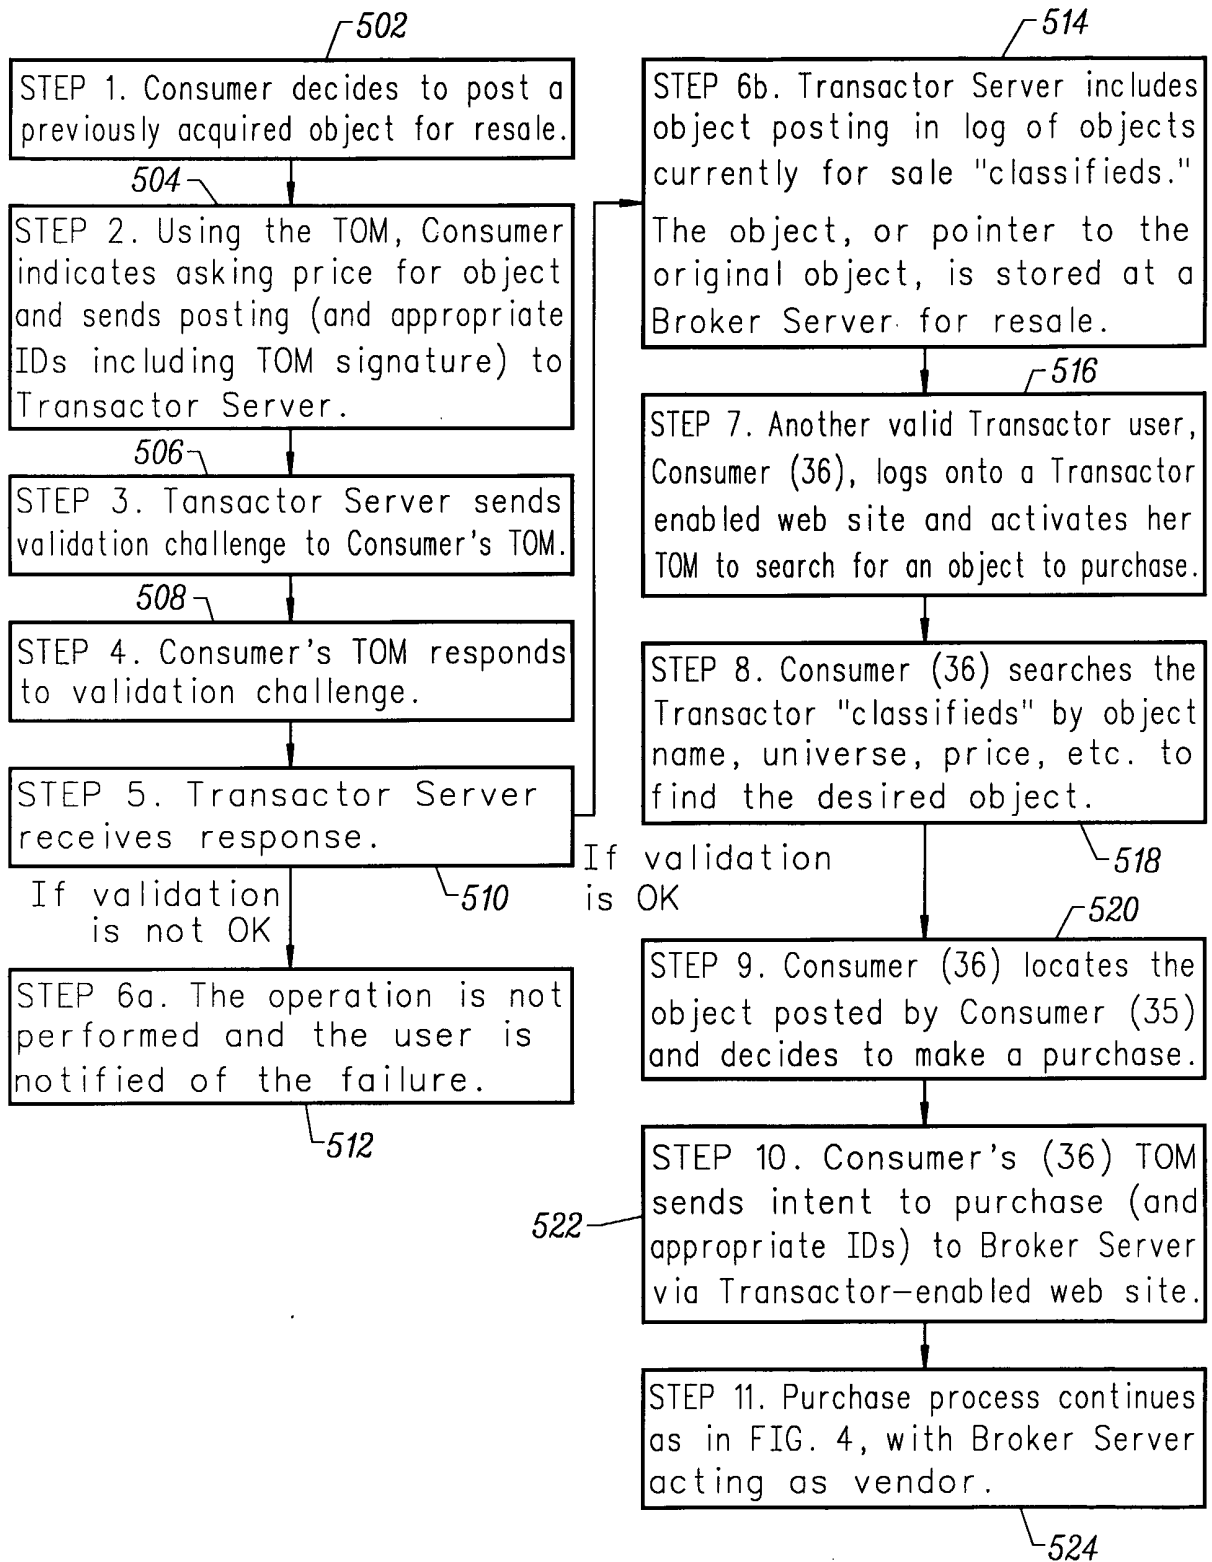 502
STEP 1. Consumer decides to post a
previously acquired object for resale.
504
STEP 2. Using the TOM, Consumer
indicates asking price for object
and sends posting (and appropriate
IDs including TOM signature) to
Transactor Server.
506
STEP 3. Tansactor Server sends
validation challenge to Consumer's TOM.
508
STEP 4. Consumer's TOM responds
to validation challenge.
STEP 5. Transactor Server
receives response.
510
If validation
is not OK
If validation
is OK
STEP 6a. The operation is not
performed and the user is
notified of the failure.
512
514
STEP 6b. Transactor Server includes
object posting in log of objects
currently for sale "classifieds."
The object, or pointer to the
original object, is stored at a
Broker Server for resale.
516
STEP 7. Another valid Transactor user,
Consumer (36), logs onto a Transactor
enabled web site and activates her
TOM to search for an object to purchase.
STEP 8. Consumer (36) searches the
Transactor "classifieds" by object
name, universe, price, etc. to
find the desired object.
518
520
STEP 9. Consumer (36) locates the
object posted by Consumer (35)
and decides to make a purchase.
522
STEP 10. Consumer's (36) TOM
sends intent to purchase (and
appropriate IDs) to Broker Server
via Transactor-enabled web site.
STEP 11. Purchase process continues
as in FIG. 4, with Broker Server
acting as vendor.
524